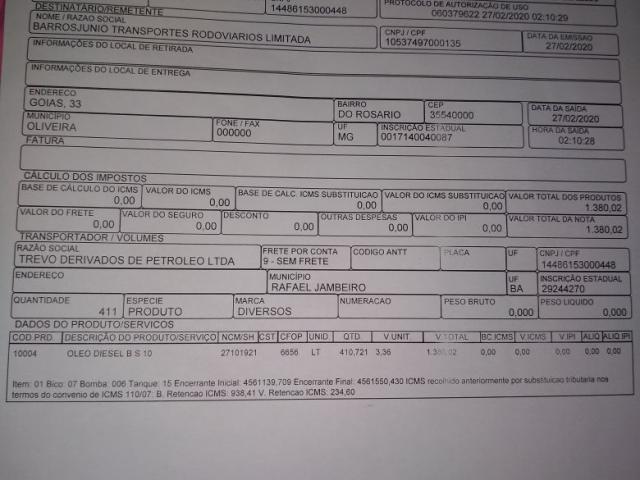 14486153000448
PROTOCOLO DE AUTORIZAÇÃO DE USO
060379622 27/02/2020 02:10:29
DESTINATÁRIO/REMETENTE
NOME / RAZAO SOCIAL
BARROSJUNIO TRANSPORTES RODOVIARIOS LIMITADA
CNPJ / CPF
10537497000135
DATA DA EMISSAO
27/02/2020
INFORMAÇÕES DO LOCAL DE RETIRADA
INFORMAÇÕES DO LOCAL DE ENTREGA
ENDERECO
GOIAS, 33
BAIRRO
DO ROSARIO
CEP
35540000
DATA DA SAÍDA
27/02/2020
MUNICÍPIO
OLIVEIRA
FONE / FAX
000000
UF
MG
INSCRIÇÃO ESTADUAL
0017140040087
HORA DA SAÍDA
02:10:28
FATURA
CÁLCULO DOS IMPOSTOS
BASE DE CÁLCULO DO ICMS
0,00
VALOR DO ICMS
0,00
BASE DE CALC. ICMS SUBSTITUICAO
0,00
VALOR DO ICMS SUBSTITUICAO
0,00
VALOR TOTAL DOS PRODUTOS
1.380,02
VALOR DO FRETE
0,00
VALOR DO SEGURO
0,00
DESCONTO
0,00
OUTRAS DESPESAS
0,00
VALOR DO IPI
0,00
VALOR TOTAL DA NOTA
1.380,02
TRANSPORTADOR / VOLUMES
RAZÃO SOCIAL
TREVO DERIVADOS DE PETROLEO LTDA
FRETE POR CONTA
9 - SEM FRETE
CODIGO ANTT
PLACA
UF
CNPJ / CPF
14486153000448
ENDEREÇO
MUNICÍPIO
RAFAEL JAMBEIRO
UF
BA
INSCRIÇÃO ESTADUAL
29244270
QUANTIDADE
411
ESPECIE
PRODUTO
MARCA
DIVERSOS
NUMERACAO
PESO BRUTO
0,000
PESO LIQUIDO
0,000
DADOS DO PRODUTO/SERVICOS
COD PRD. DESCRIÇÃO DO PRODUTO/SERVIÇO NCM/SH CST CFOP UNID QTD. V.UNIT. V.TOTAL BC.ICMS V.ICMS V.IPI ALIQ ALIQ IPI
10004 OLEO DIESEL B S 10 27101921 6656 LT 410,721 3,36 1.380,02 0,00 0,00 0,00 0,00 0,00
Item: 01 Bico: 07 Bomba: 006 Tanque: 15 Encerrante Inicial: 4561139,709 Encerrante Final: 4561550,430 ICMS recolhido anteriormente por substituicao tributaria nos
termos do convenio de ICMS 110/07: B. Retencao ICMS: 938,41 V. Retencao ICMS: 234,60